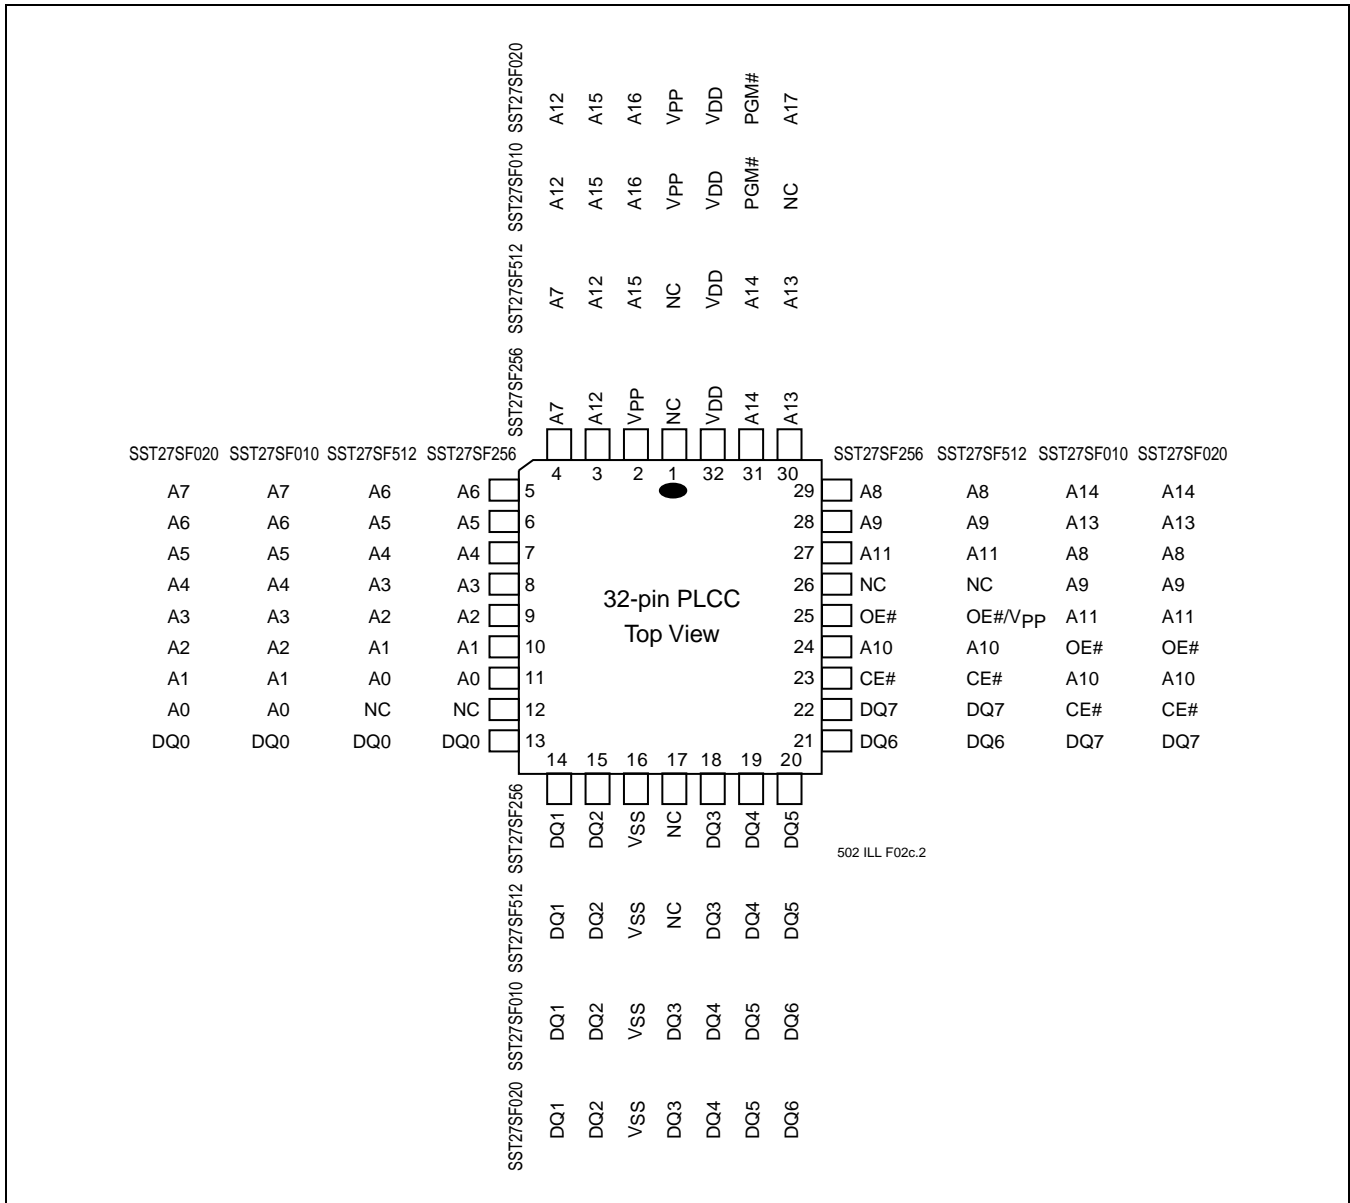 SST27SF020 A12 A15 A16 VPP VDD PGM# A17
SST27SF010 A12 A15 A16 VPP VDD PGM# NC
SST27SF512 A7 A12 A15 NC VDD A14 A13
SST27SF256 A7 A12 VPP NC VDD A14 A13
SST27SF020 SST27SF010 SST27SF512 SST27SF256 4 3 2 1 32 31 30 SST27SF256 SST27SF512 SST27SF010 SST27SF020
A7 A7 A6 A6 5 29 A8 A8 A14 A14
A6 A6 A5 A5 6 28 A9 A9 A13 A13
A5 A5 A4 A4 7 27 A11 A11 A8 A8
A4 A4 A3 A3 8 26 NC NC A9 A9
A3 A3 A2 A2 9 25 OE# OE#/VPP A11 A11
A2 A2 A1 A1 10 24 A10 A10 OE# OE#
A1 A1 A0 A0 11 23 CE# CE# A10 A10
A0 A0 NC NC 12 22 DQ7 DQ7 CE# CE#
DQ0 DQ0 DQ0 DQ0 13 21 DQ6 DQ6 DQ7 DQ7
32-pin PLCC
Top View
14 15 16 17 18 19 20
SST27SF256 DQ1 DQ2 VSS NC DQ3 DQ4 DQ5
502 ILL F02c.2
SST27SF512 DQ1 DQ2 VSS NC DQ3 DQ4 DQ5
SST27SF010 DQ1 DQ2 VSS DQ3 DQ4 DQ5 DQ6
SST27SF020 DQ1 DQ2 VSS DQ3 DQ4 DQ5 DQ6